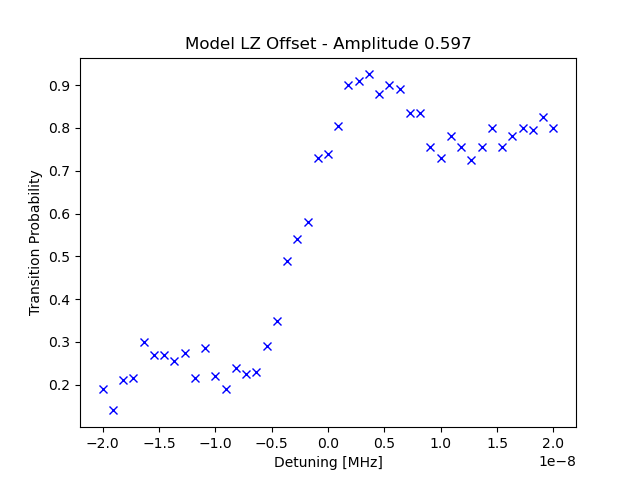 Model LZ Offset - Amplitude 0.597
Transition Probability
0.9
0.8
0.7
0.6
0.5
0.4
0.3
0.2
−2.0 −1.5 −1.0 −0.5 0.0 0.5 1.0 1.5 2.0
1e−8
Detuning [MHz]